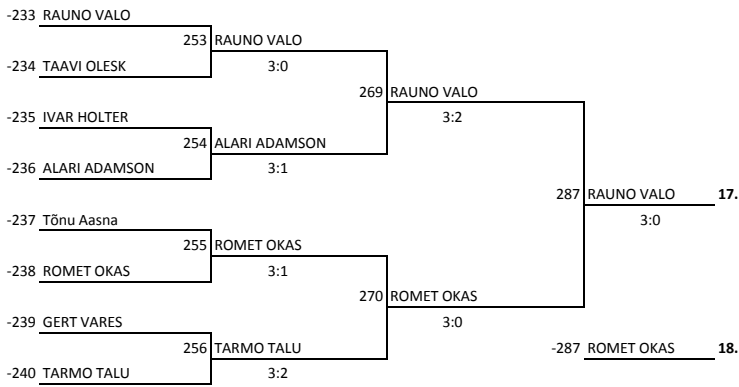 -233 RAUNO VALO
253 RAUNO VALO
-234 TAAVI OLESK
3:0
269 RAUNO VALO
-235 IVAR HOLTER
3:2
254 ALARI ADAMSON
-236 ALARI ADAMSON
3:1
287 RAUNO VALO 17.
-237 Tõnu Aasna
3:0
255 ROMET OKAS
-238 ROMET OKAS
3:1
270 ROMET OKAS
-239 GERT VARES
3:0
256 TARMO TALU
-287 ROMET OKAS 18.
-240 TARMO TALU
3:2